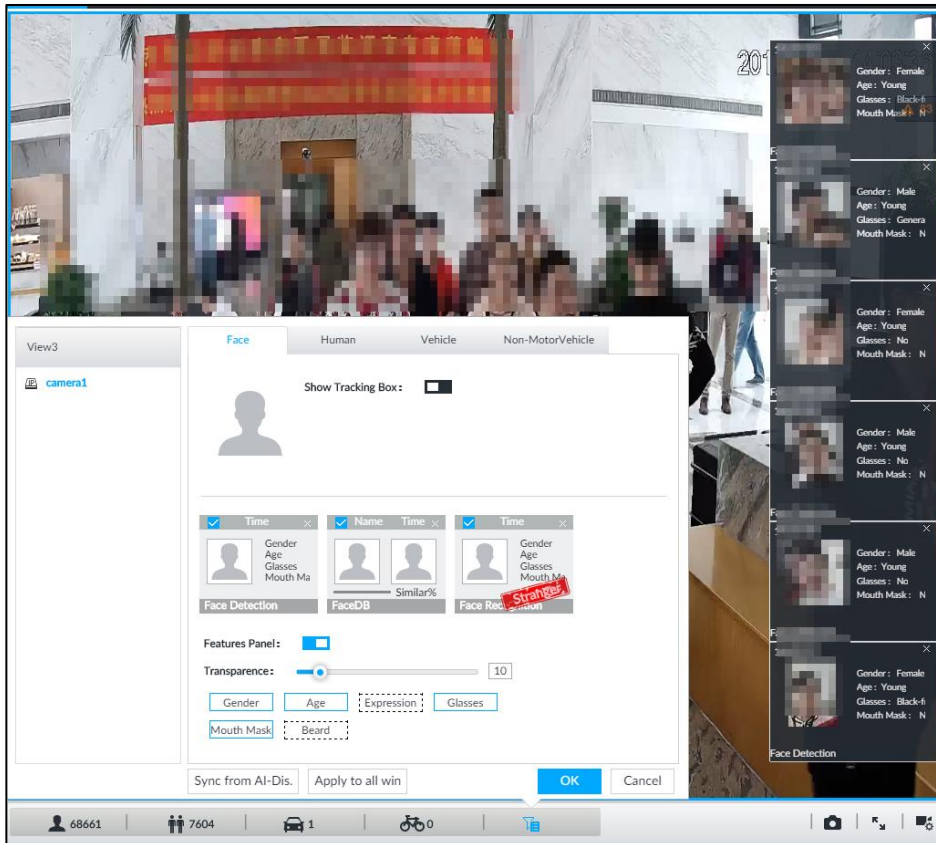 201
Gender : Female
Age : Young
Glasses : Black-f
Mouth Mask : N
Gender : Male
Age : Young
Glasses : Genera
Mouth Mask : N
Gender : Female
Age : Young
Glasses : No
Mouth Mask : N
Gender : Male
Age : Young
Glasses : No
Mouth Mask : N
Gender : Male
Age : Young
Glasses : No
Mouth Mask : N
Gender : Female
Age : Young
Glasses : Black-f
Mouth Mask : N
Face Detection
View3
camera1
Face Human Vehicle Non-MotorVehicle
Show Tracking Box :
Time
Gender
Age
Glasses
Mouth Ma
Face Detection
Name Time
Similar%
FaceDB
Time
Gender
Age
Glasses
Mouth Ma
Stranger
Face Recognition
Features Panel :
Transparence : 10
Gender Age Expression Glasses
Mouth Mask Beard
Sync from AI-Dis. Apply to all win OK Cancel
68661 7604 1 0